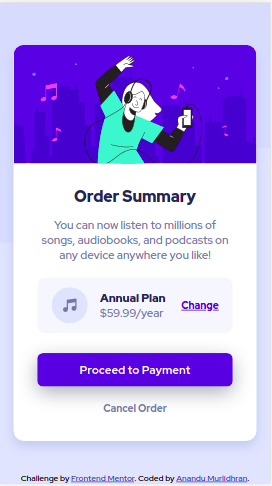 Order Summary
You can now listen to millions of
songs, audiobooks, and podcasts on
any device anywhere you like!
Annual Plan
$59.99/year
Change
Proceed to Payment
Cancel Order
Challenge by Frontend Mentor. Coded by Anandu Murlidhran.